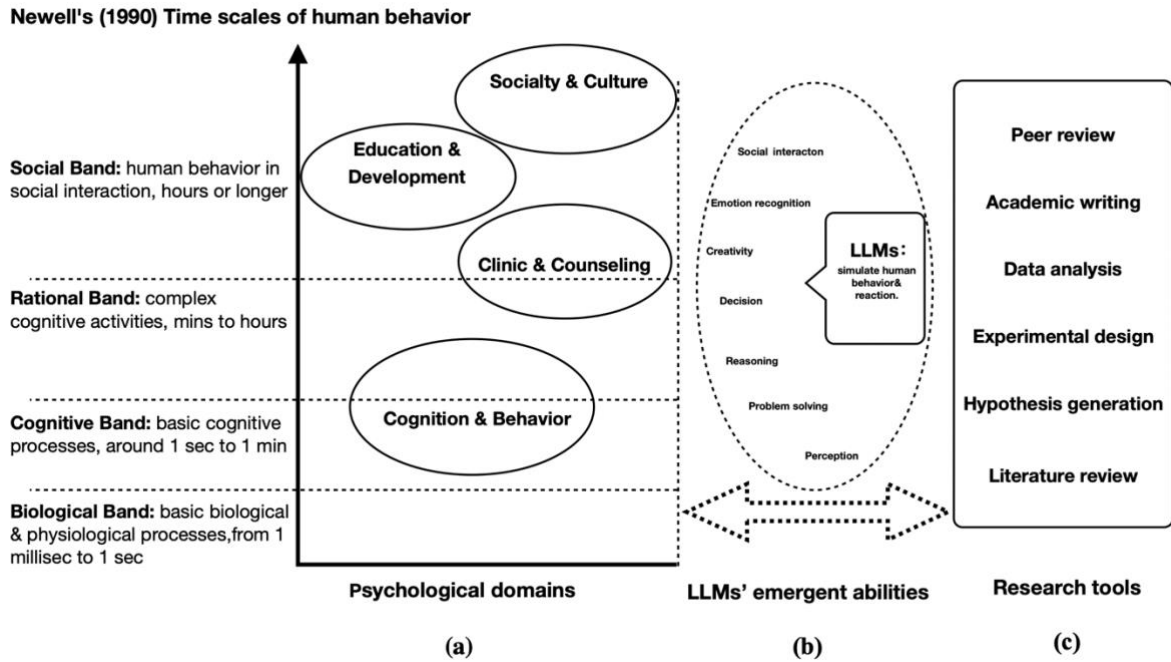 Newell's (1990) Time scales of human behavior
Social Band: human behavior in
social interaction, hours or longer
Rational Band: complex
cognitive activities, mins to hours
Cognitive Band: basic cognitive
processes, around 1 sec to 1 min
Biological Band: basic biological
& physiological processes,from 1
millisec to 1 sec
Socialty & Culture
Education &
Development
Clinic & Counseling
Cognition & Behavior
Psychological domains
(a)
Social interacton
Emotion recognition
Creativity
Decision
Reasoning
Problem solving
Perception
LLMs:
simulate human
behavior&
reaction.
LLMs' emergent abilities
(b)
Peer review
Academic writing
Data analysis
Experimental design
Hypothesis generation
Literature review
Research tools
(c)